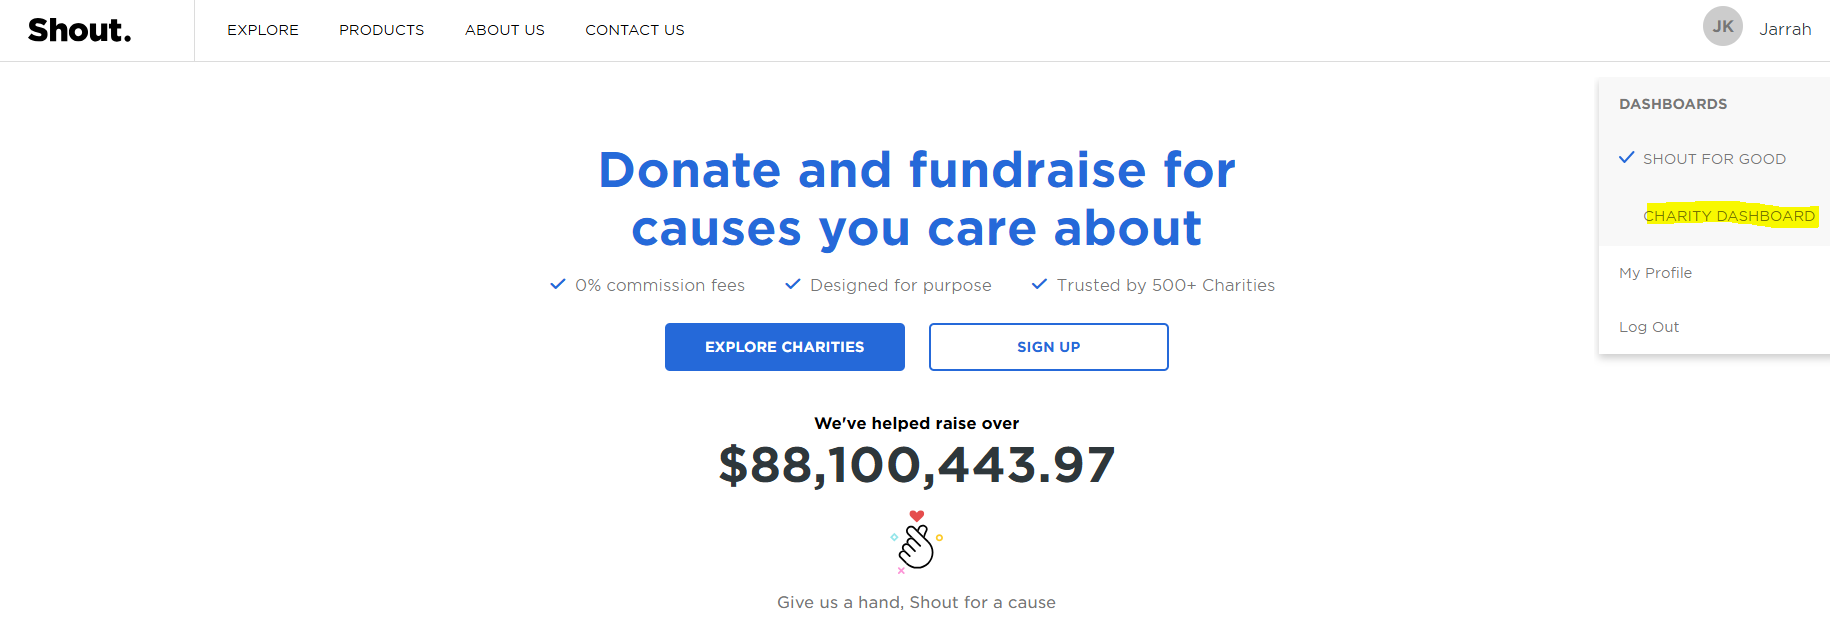 Shout.
EXPLORE
PRODUCTS
ABOUT US
CONTACT US
JK
Jarrah
DASHBOARDS
SHOUT FOR GOOD
CHARITY DASHBOARD
My Profile
Log Out
Donate and fundraise for
causes you care about
0% commission fees
Designed for purpose
Trusted by 500+ Charities
EXPLORE CHARITIES
SIGN UP
We've helped raise over
$88,100,443.97
Give us a hand, Shout for a cause